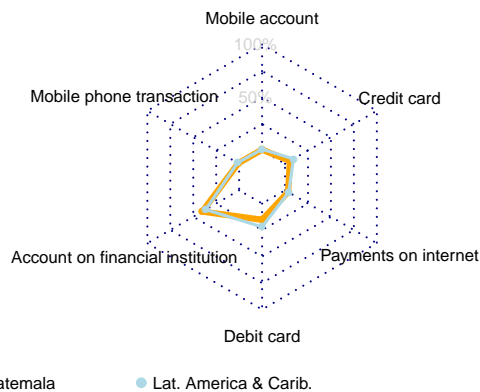 Mobile account
100%
Mobile phone transaction
50%
Credit card
Account on financial institution
Payments on internet
Debit card
atemala
Lat. America & Carib.